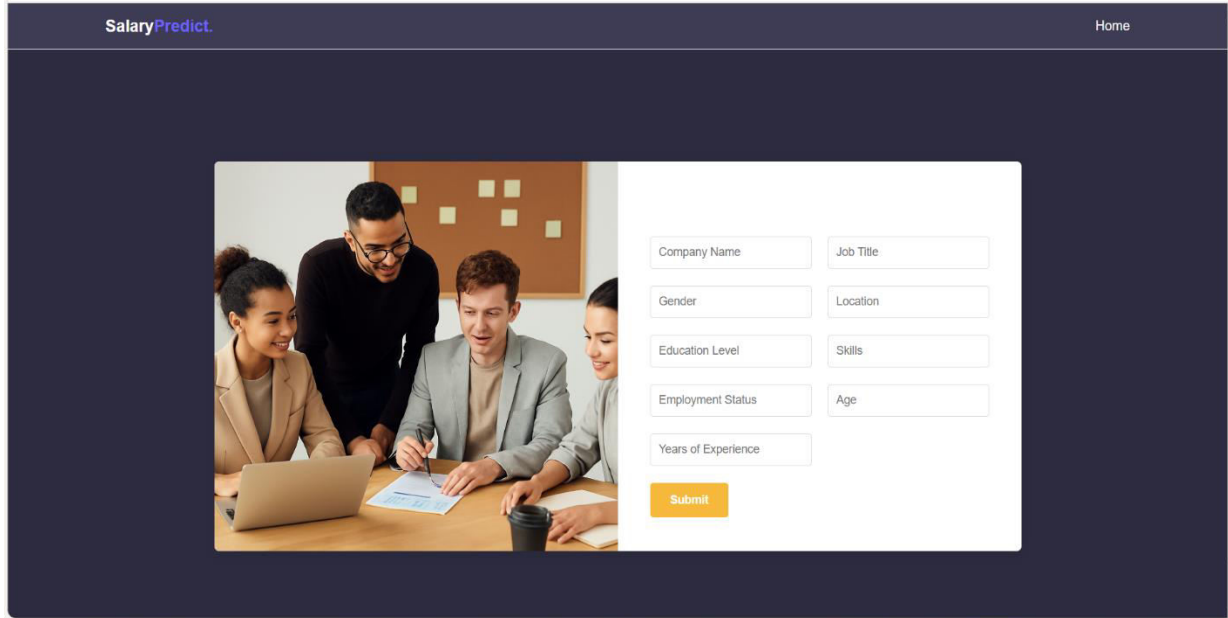 SalaryPredict.
Home
Company Name
Job Title
Gender
Location
Education Level
Skills
Employment Status
Age
Years of Experience
Submit